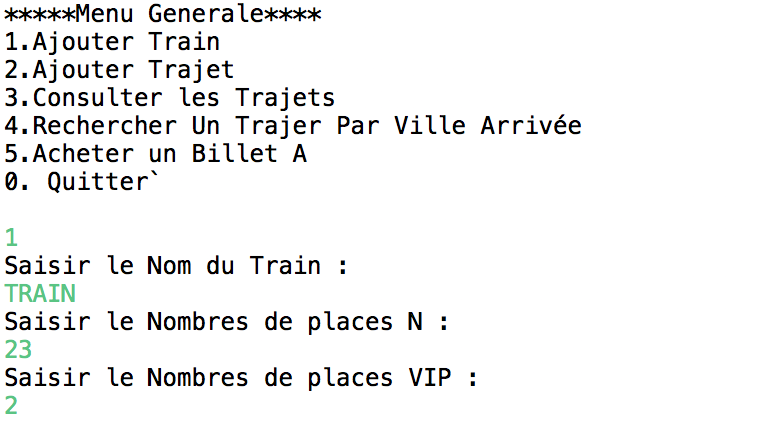 *****Menu Generale****
1.Ajouter Train
2.Ajouter Trajet
3.Consulter les Trajets
4.Rechercher Un Trajer Par Ville Arrivée
5.Acheter un Billet A
0. Quitter`
1
Saisir le Nom du Train :
TRAIN
Saisir le Nombres de places N :
23
Saisir le Nombres de places VIP :
2